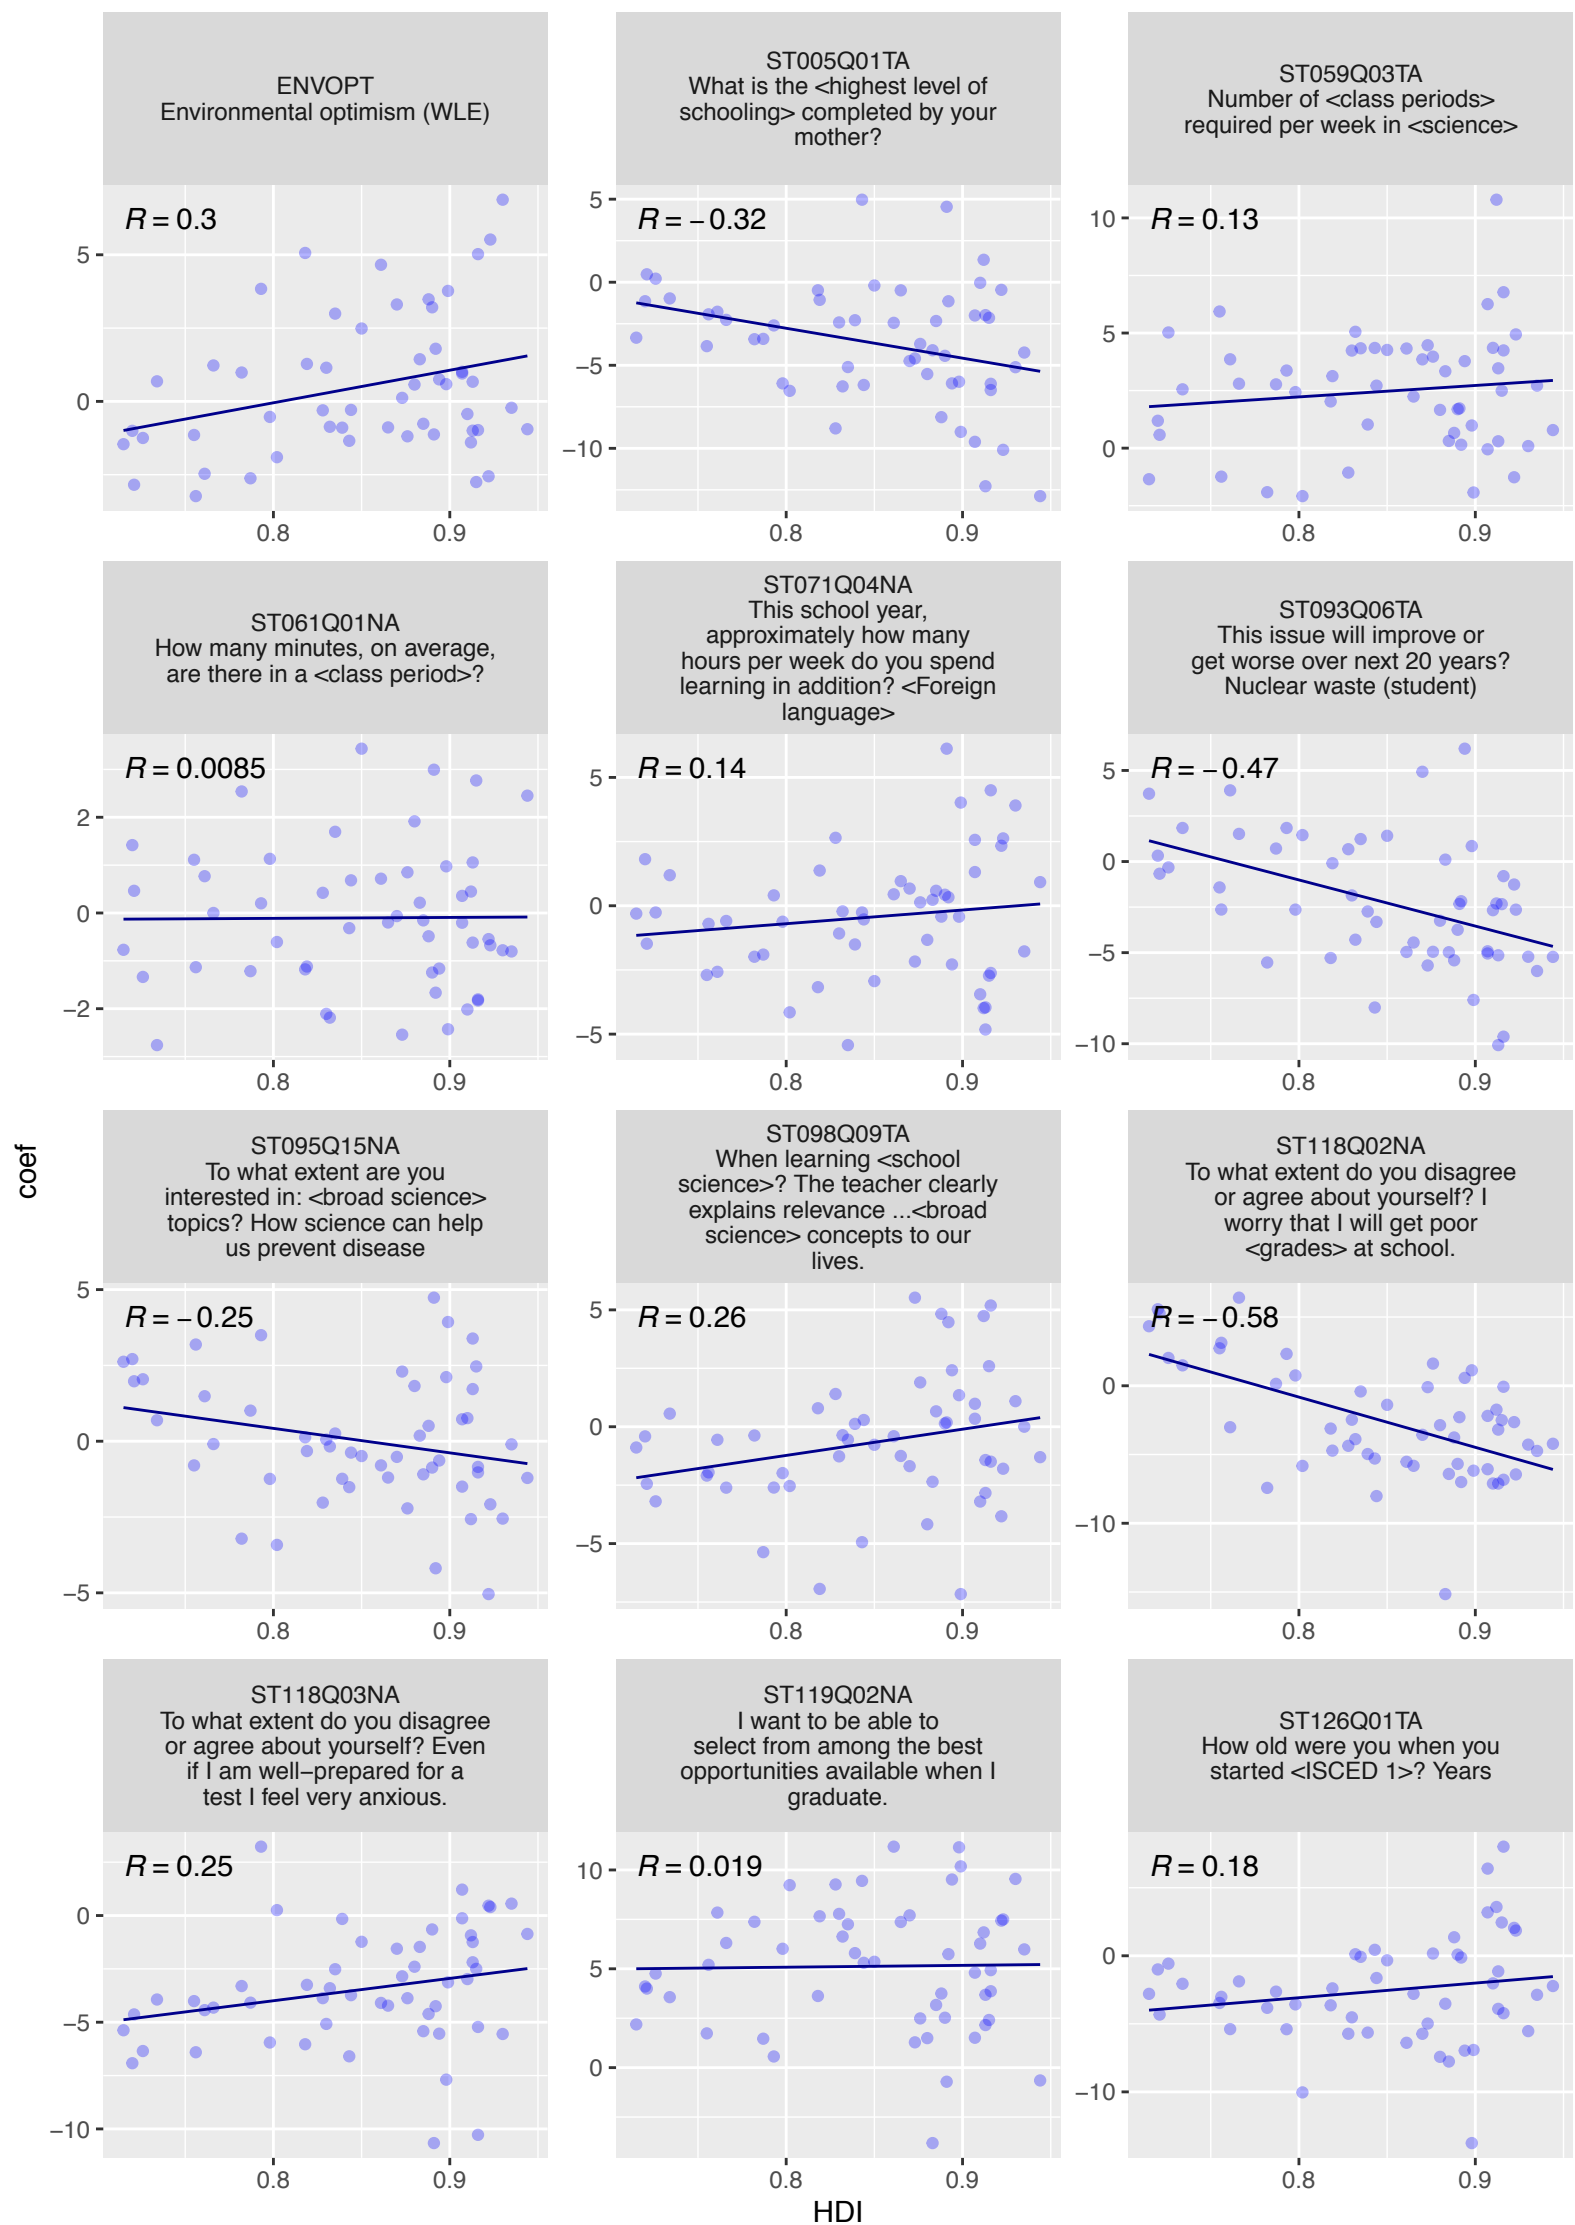 ENVOPT
Environmental optimism (WLE)
ST005Q01TA
What is the <highest level of
schooling> completed by your
mother?
ST059Q03TA
Number of <class periods>
required per week in <science>
R = 0.3
5
0
0.8
0.9
R = −0.32
5
0
−5
−10
0.8
0.9
R = 0.13
10
5
0
0.8
0.9
ST061Q01NA
How many minutes, on average,
are there in a <class period>?
ST071Q04NA
This school year,
approximately how many
hours per week do you spend
learning in addition? <Foreign
language>
ST093Q06TA
This issue will improve or
get worse over next 20 years?
Nuclear waste (student)
R = 0.0085
2
0
−2
0.8
0.9
R = 0.14
5
0
−5
0.8
0.9
R = −0.47
5
0
−5
−10
0.8
0.9
coef
ST095Q15NA
To what extent are you
interested in: <broad science>
topics? How science can help
us prevent disease
ST098Q09TA
When learning <school
science>? The teacher clearly
explains relevance ...<broad
science> concepts to our
lives.
ST118Q02NA
To what extent do you disagree
or agree about yourself? I
worry that I will get poor
<grades> at school.
R = −0.25
5
0
−5
0.8
0.9
R = 0.26
5
0
−5
0.8
0.9
R = −0.58
0
−10
0.8
0.9
ST118Q03NA
To what extent do you disagree
or agree about yourself? Even
if I am well−prepared for a
test I feel very anxious.
ST119Q02NA
I want to be able to
select from among the best
opportunities available when I
graduate.
ST126Q01TA
How old were you when you
started <ISCED 1>? Years
R = 0.25
0
−5
−10
0.8
0.9
R = 0.019
10
5
0
0.8
0.9
R = 0.18
0
−10
0.8
0.9
HDI